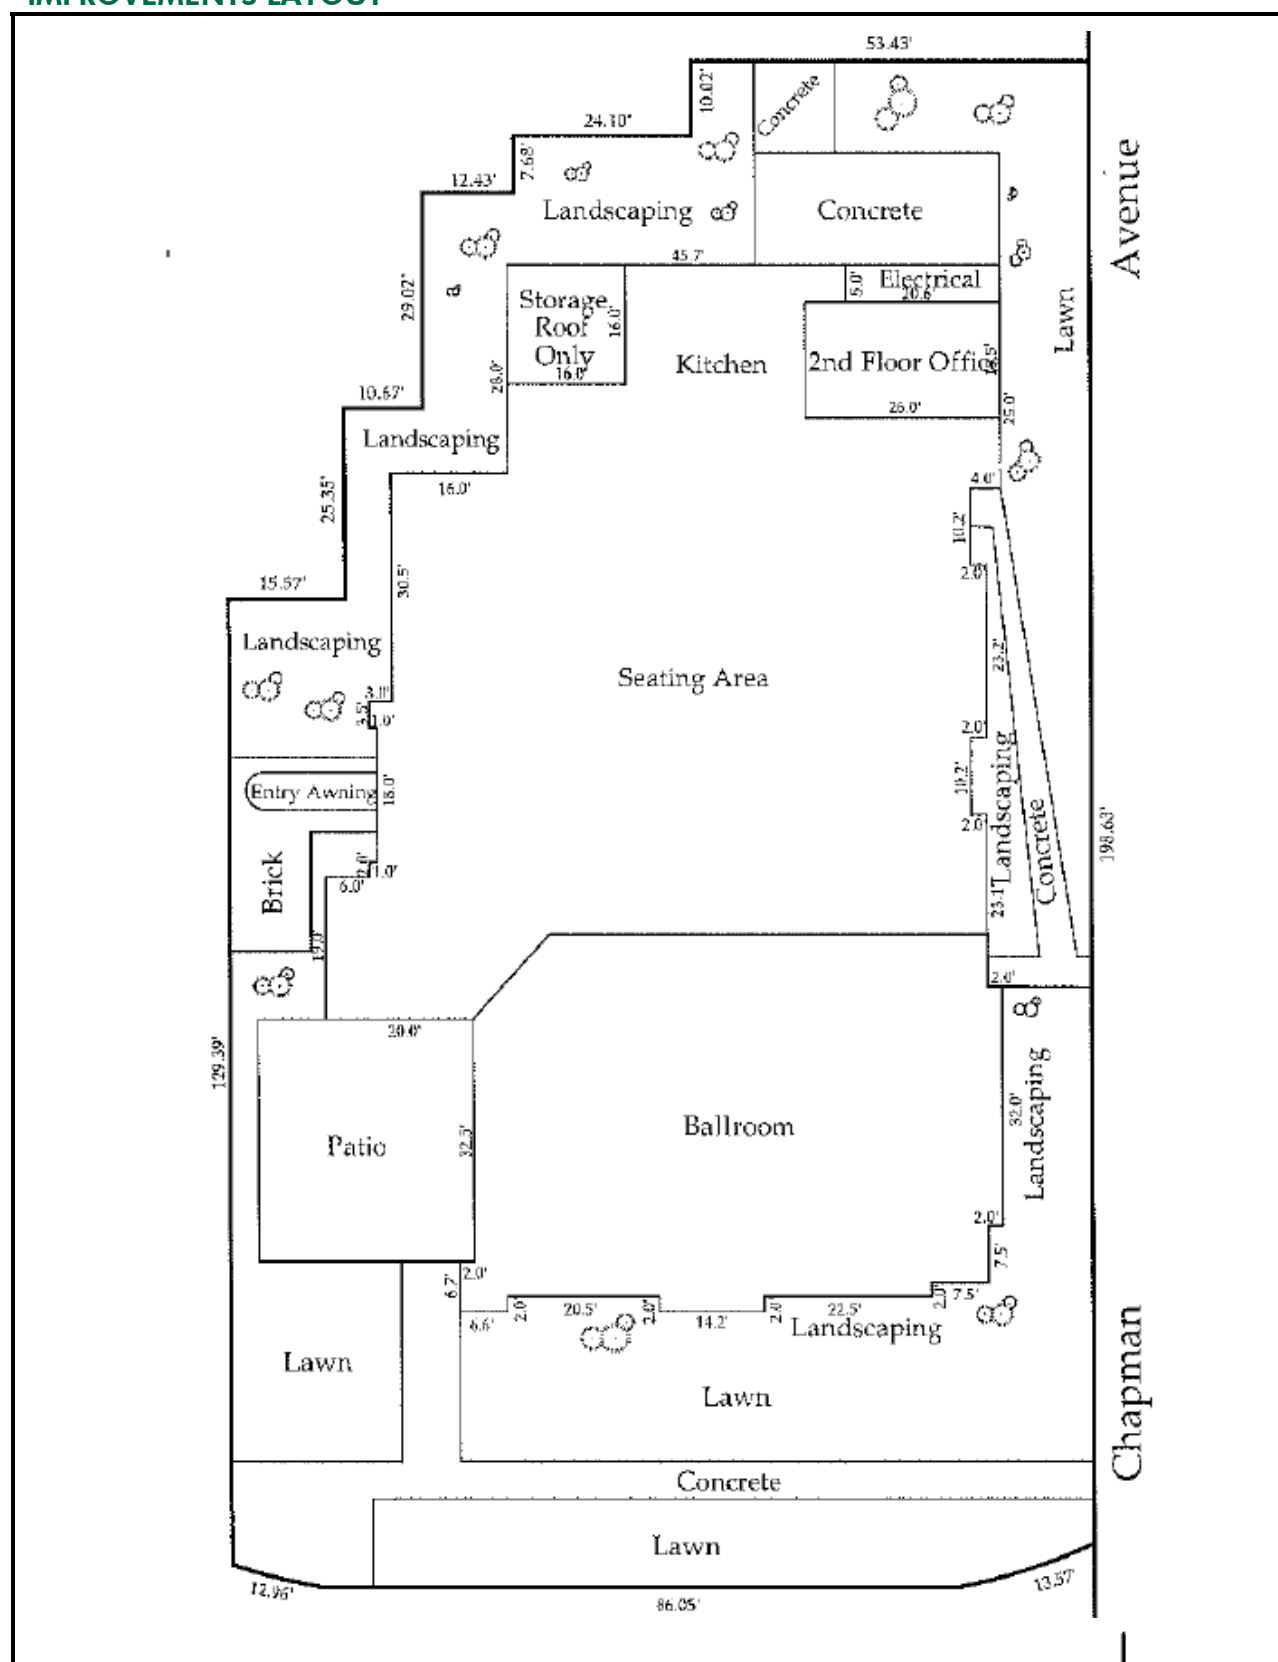 IMPROVEMENTS LAYOUT
53.43'
10.02'
Concrete
24.10'
7.68'
12.43'
Landscaping
Concrete
Avenue
45.7'
Electrical
5.0'
20.6'
Storage
Roof
Only
16.0'
16.0'
29.02'
28.0'
Kitchen
2nd Floor Offic
26.0'
25.0'
Lawn
10.67'
Landscaping
16.0'
4.0'
10.2'
2.0'
25.35'
30.5'
15.57'
Landscaping
Seating Area
23.2'
3.0'
3.5'
1.0'
2.0'
Entry Awning
18.0'
10.2'
2.0'
Landscaping
Concrete
198.63'
Brick
2.0'
1.0'
6.0'
19.0'
23.1'
2.0'
20.0'
129.39'
Patio
32.5'
Ballroom
32.0'
Landscaping
2.0'
7.5'
6.7'
2.0'
6.6'
2.0'
20.5'
2.0'
14.2'
2.0'
22.5'
2.0'
7.5'
Landscaping
Lawn
Lawn
Chapman
Concrete
Lawn
12.96'
86.05'
13.57'